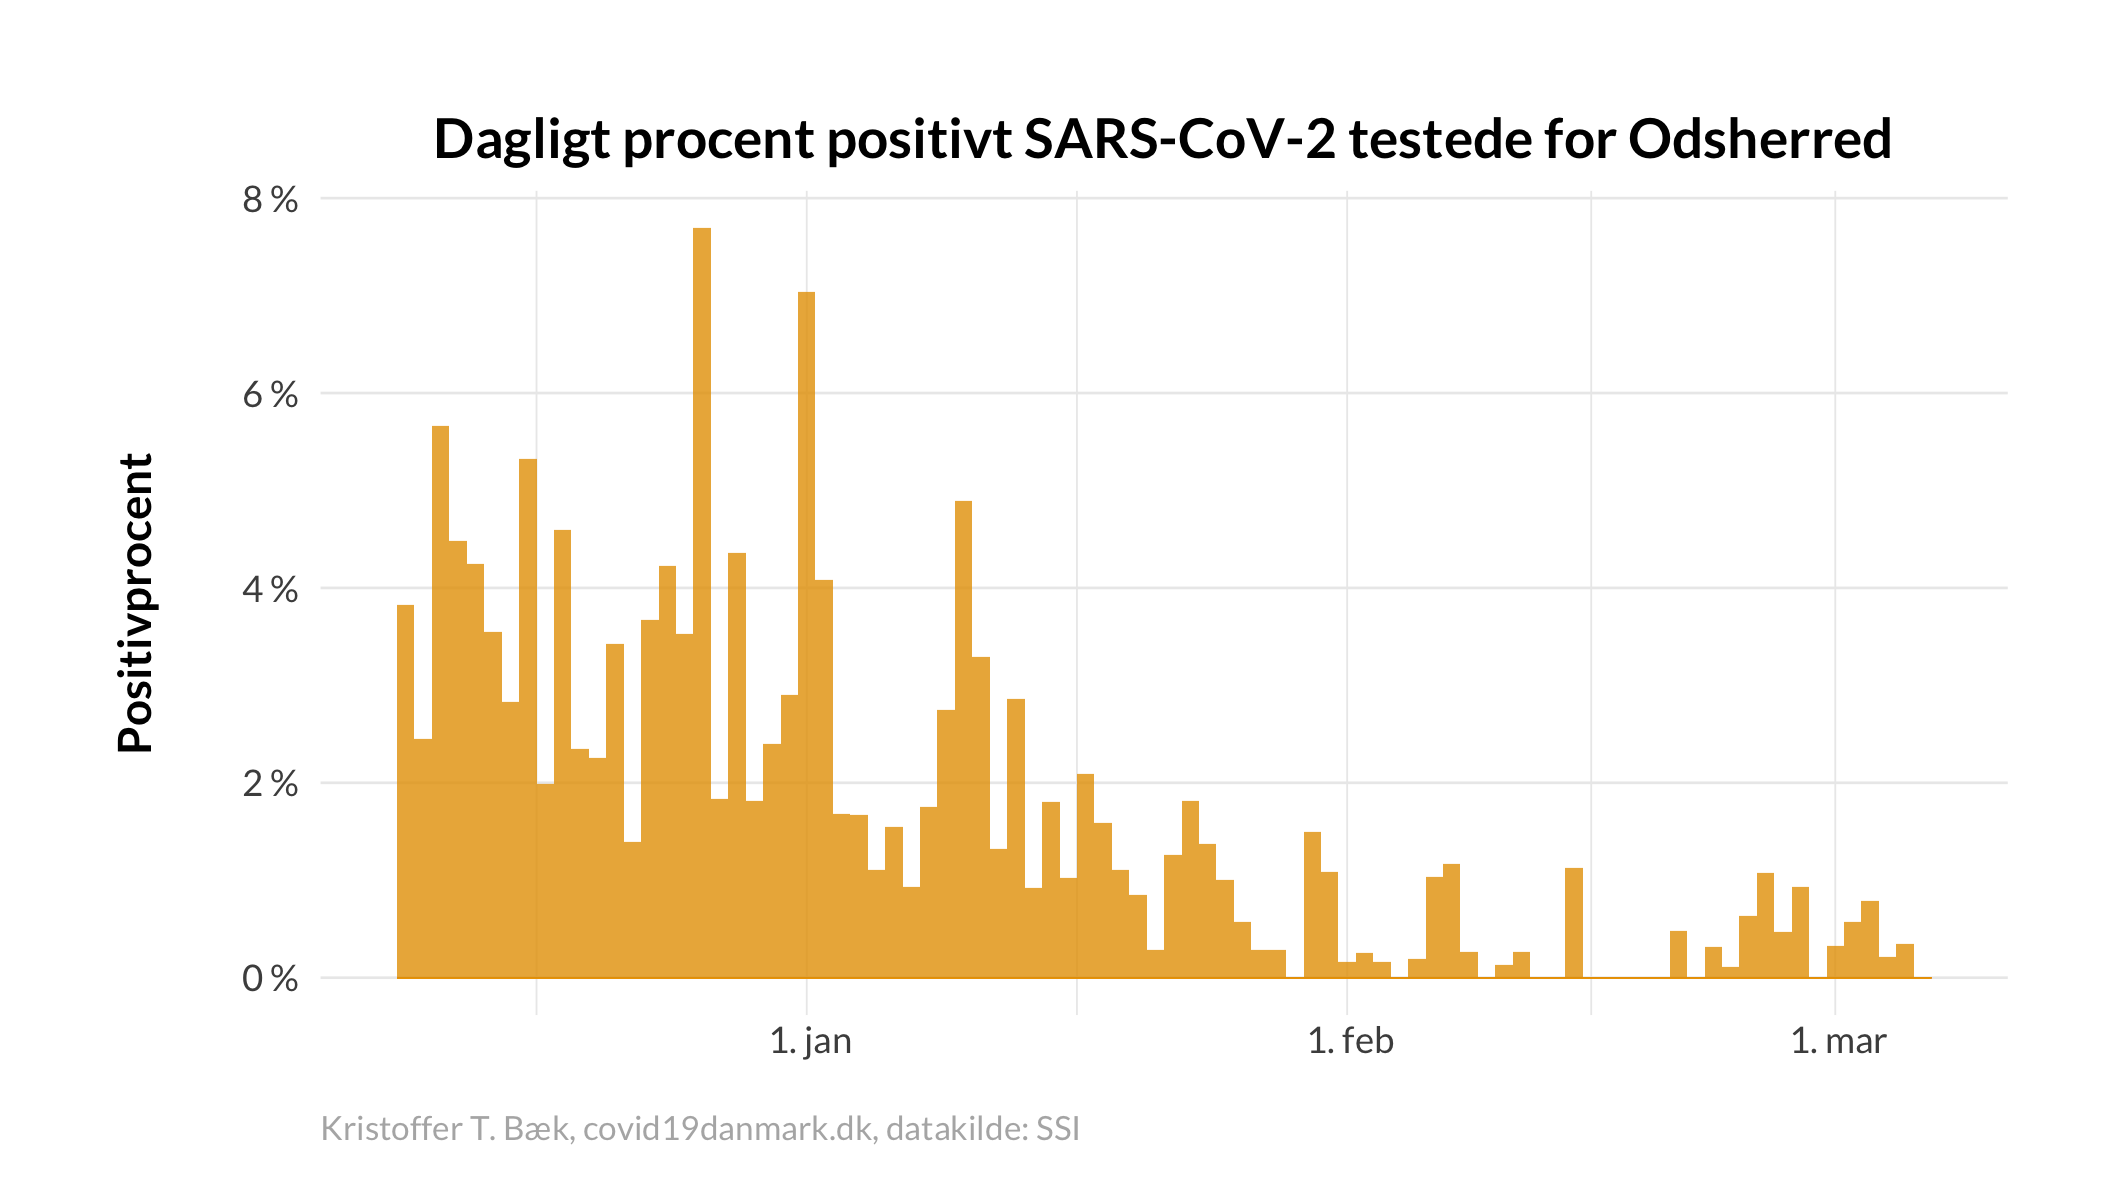 Dagligt procent positivt SARS-CoV-2 testede for Odsherred
Positivprocent
8 %
6 %
4 %
2 %
0 %
1. jan
1. feb
1. mar
Kristoffer T. Bæk, covid19danmark.dk, datakilde: SSI